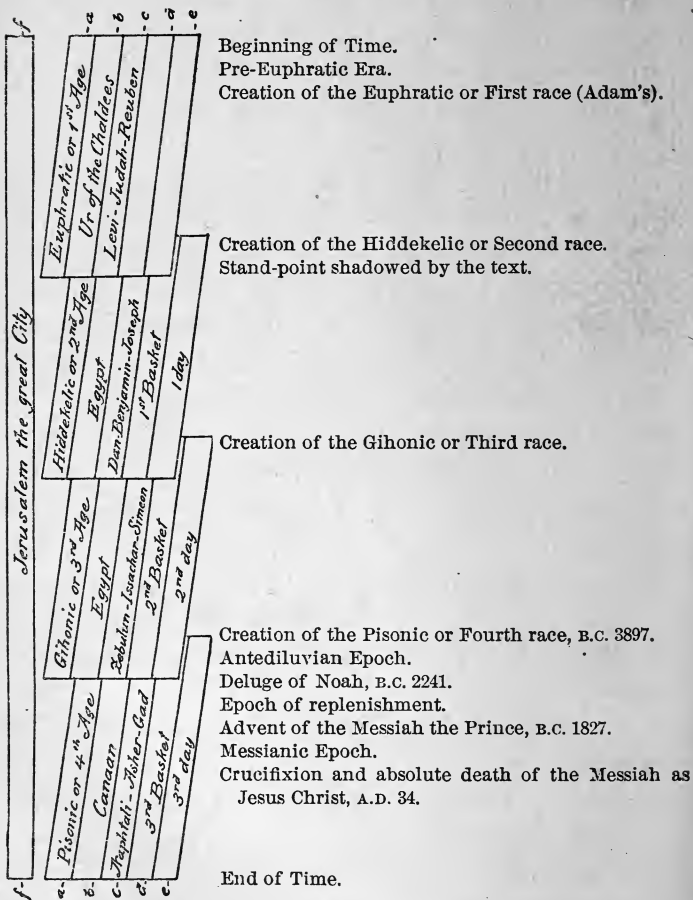 f
a
b
c
d
e
Beginning of Time.
Pre-Euphratic Era.
Creation of the Euphratic or First race (Adam's).
Creation of the Hiddekelic or Second race.
Stand-point shadowed by the text.
Creation of the Gihonic or Third race.
Creation of the Pisonic or Fourth race, B.C. 3897.
Antediluvian Epoch.
Deluge of Noah, B.C. 2241.
Epoch of replenishment.
Advent of the Messiah the Prince, B.C. 1827.
Messianic Epoch.
Crucifixion and absolute death of the Messiah as
Jesus Christ, A.D. 34.
End of Time.
Jerusalem the great City
Euphratic or 1st Age
Ur of the Chaldees
Levi-Judah-Reuben
Hiddekelic or 2nd Age
Egypt
Dan-Benjamin-Joseph
1st Basket
1 day
Gihonic or 3rd Age
Egypt
Zebulun-Issachar-Simeon
2nd Basket
2nd day
Pisonic or 4th Age
Canaan
Naphtali-Asher-Gad
3rd Basket
3rd day
f-
a-
b-
c-
d-
e-